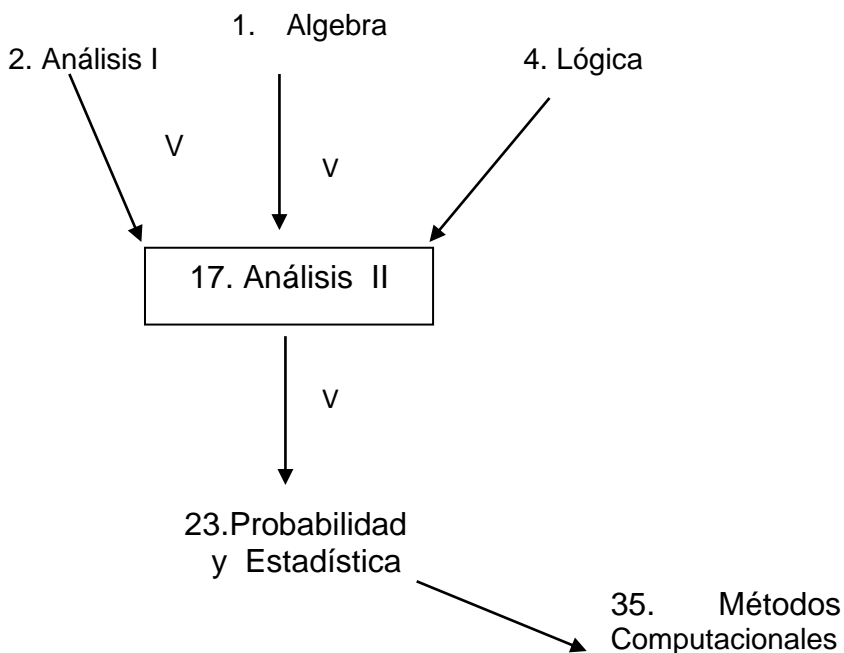 1. Algebra
2. Análisis I
4. Lógica
V
V
17. Análisis II
V
23.Probabilidad
y Estadística
35. Métodos
Computacionales